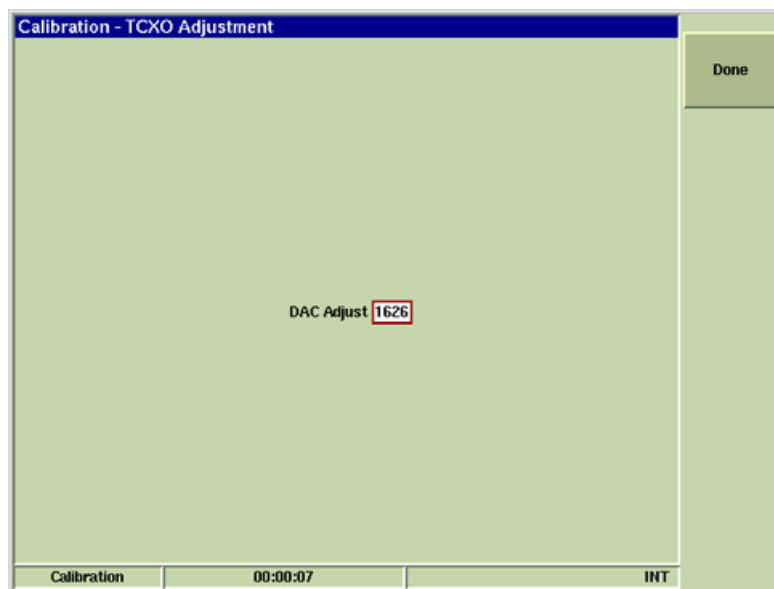 Calibration - TCXO Adjustment
Done
DAC Adjust 1626
Calibration 00:00:07 INT